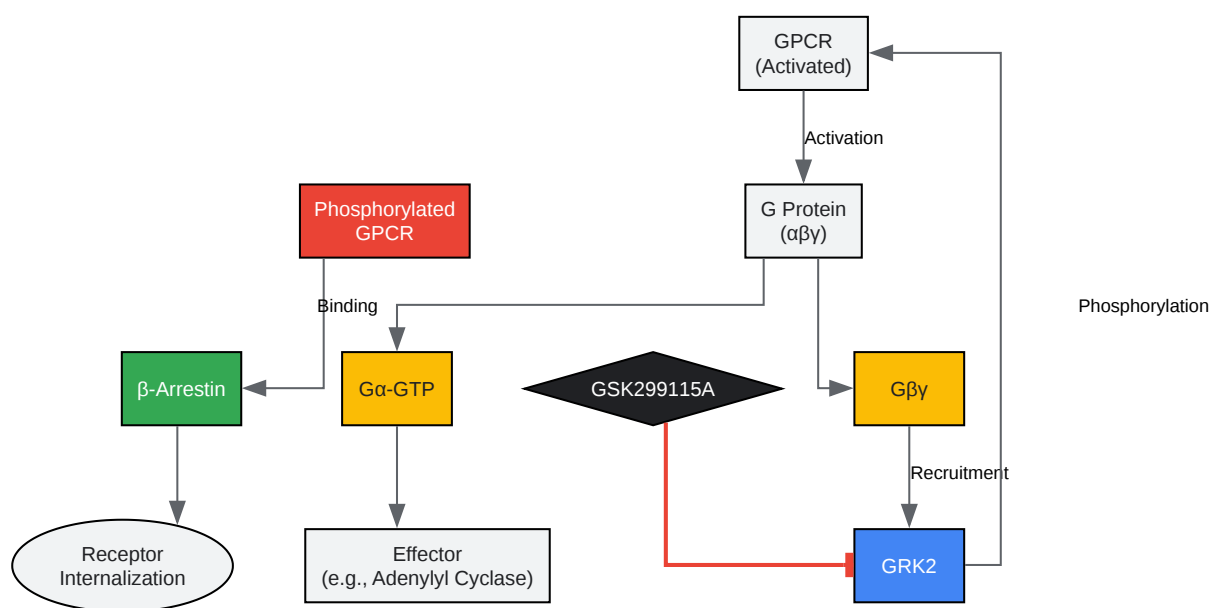 GPCR
(Activated)
Activation
Phosphorylated
GPCR
G Protein
(αβγ)
Binding
Phosphorylation
β-Arrestin
Gα-GTP
GSK299115A
Gβγ
Recruitment
Receptor
Internalization
Effector
(e.g., Adenylyl Cyclase)
GRK2